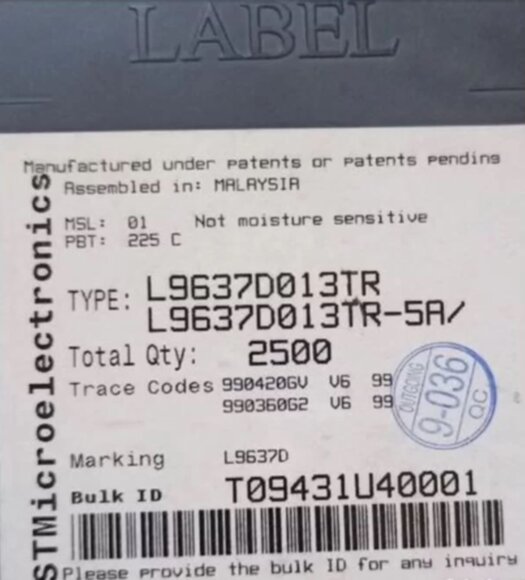 LABEL
Manufactured under patents or patents pending
Assembled in: MALAYSIA
MSL: 01 Not moisture sensitive
PBT: 225 C
TYPE: L9637D013TR
L9637D013TR-5A/
Total Qty: 2500
Trace Codes 990420GV V6 99
990360G2 V6 99
OUTGOING
9-036
QC
Marking L9637D
Bulk ID T09431U40001
Please provide the bulk ID for any inquiry
STMicroelectronics